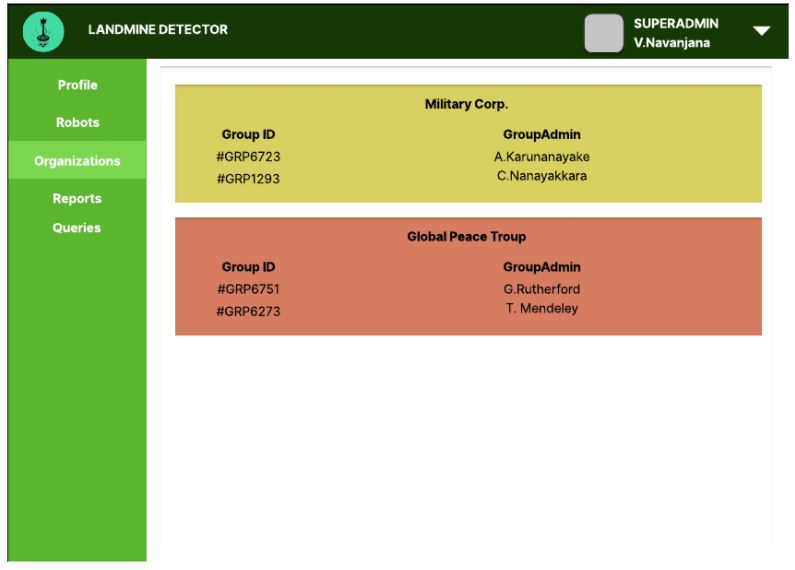 LANDMINE DETECTOR
SUPERADMIN
V.Navanjana
Profile
Robots
Organizations
Reports
Queries
Military Corp.
Group ID GroupAdmin
#GRP6723 A.Karunanayake
#GRP1293 C.Nanayakkara
Global Peace Troup
Group ID GroupAdmin
#GRP6751 G.Rutherford
#GRP6273 T. Mendeley